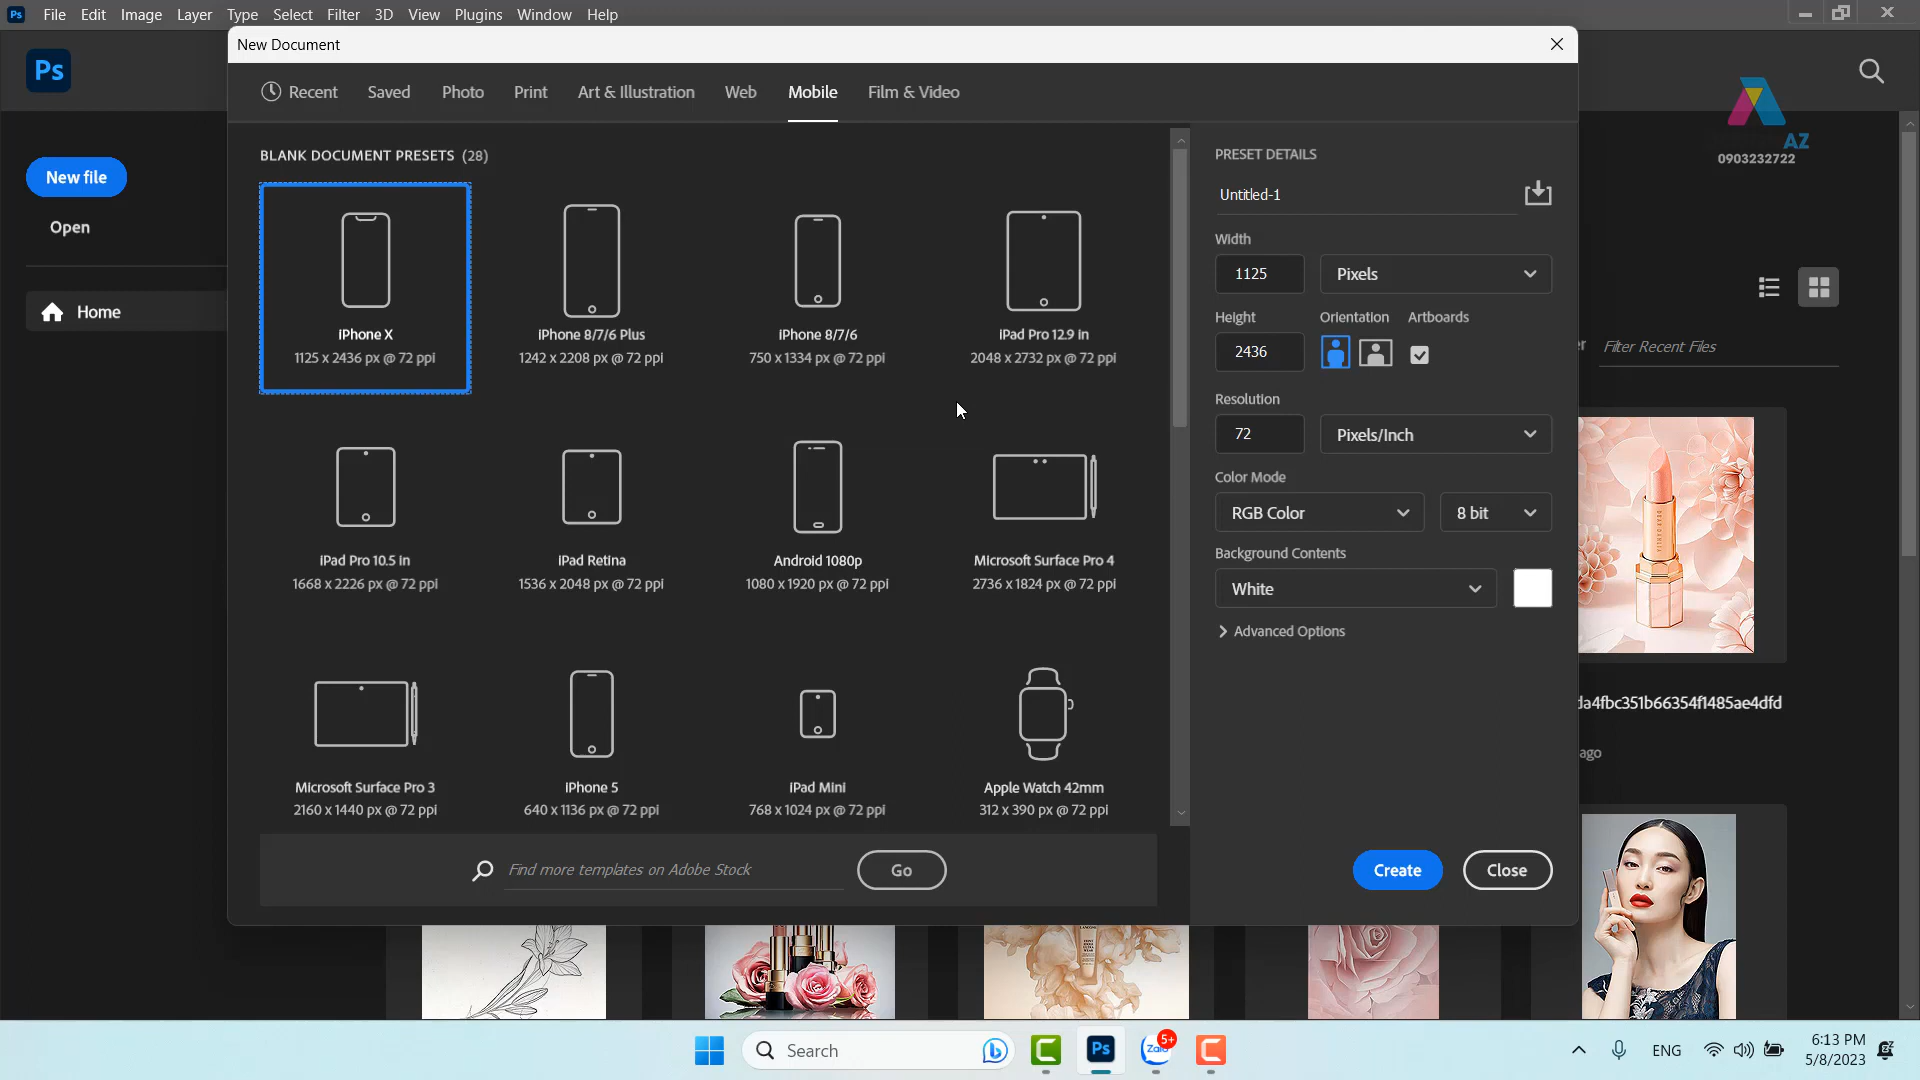 Ps File Edit Image Layer Type Select Filter 3D View Plugins Window Help
New Document
Ps
Recent Saved Photo Print Art & Illustration Web Mobile Film & Video
AZ
0903232722
New file
Open
Home
BLANK DOCUMENT PRESETS (28)
iPhone X
1125 x 2436 px @ 72 ppi
iPhone 8/7/6 Plus
1242 x 2208 px @ 72 ppi
iPhone 8/7/6
750 x 1334 px @ 72 ppi
iPad Pro 12.9 in
2048 x 2732 px @ 72 ppi
iPad Pro 10.5 in
1668 x 2226 px @ 72 ppi
iPad Retina
1536 x 2048 px @ 72 ppi
Android 1080p
1080 x 1920 px @ 72 ppi
Microsoft Surface Pro 4
2736 x 1824 px @ 72 ppi
Microsoft Surface Pro 3
2160 x 1440 px @ 72 ppi
iPhone 5
640 x 1136 px @ 72 ppi
iPad Mini
768 x 1024 px @ 72 ppi
Apple Watch 42mm
312 x 390 px @ 72 ppi
Find more templates on Adobe Stock
Go
PRESET DETAILS
Untitled-1
Width
1125 Pixels
Height Orientation Artboards
2436
Resolution
72 Pixels/Inch
Color Mode
RGB Color 8 bit
Background Contents
White
Advanced Options
Create Close
Filter Recent Files
da4fbc351b66354f1485ae4dfd
ago
Search
Ps
Zalo
5+
ENG
6:13 PM
5/8/2023